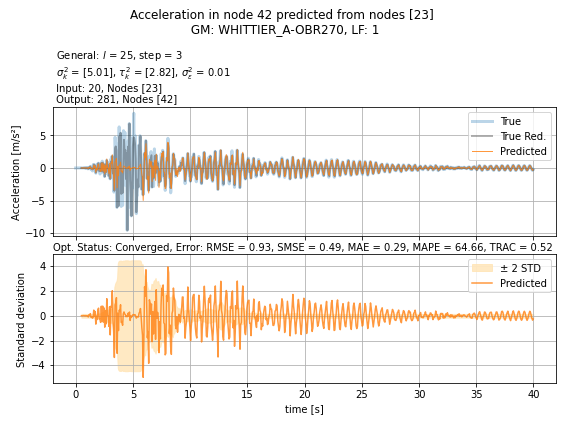 Acceleration in node 42 predicted from nodes [23]
GM: WHITTIER_A-OBR270, LF: 1
General: l = 25, step = 3
σ²ₖ = [5.01], τ²ₖ = [2.82], σ²ε = 0.01
Input: 20, Nodes [23]
Output: 281, Nodes [42]
Acceleration [m/s²]
5
0
−5
−10
True
True Red.
Predicted
Opt. Status: Converged, Error: RMSE = 0.93, SMSE = 0.49, MAE = 0.29, MAPE = 64.66, TRAC = 0.52
Standard deviation
4
2
0
−2
−4
± 2 STD
Predicted
0 5 10 15 20 25 30 35 40
time [s]